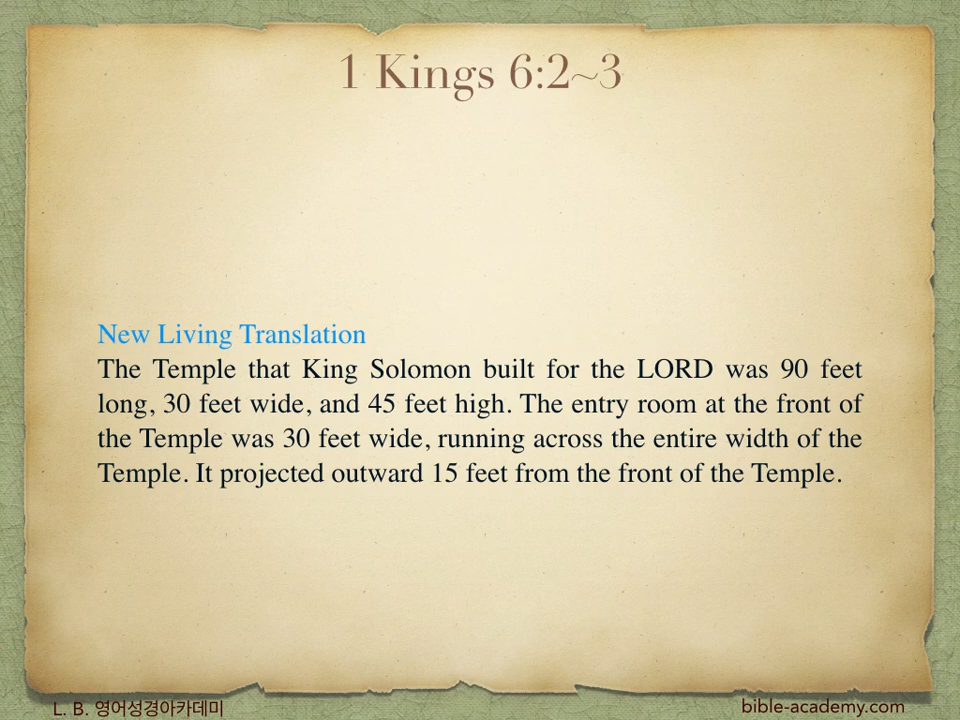 1 Kings 6:2~3
New Living Translation
The Temple that King Solomon built for the LORD was 90 feet
long, 30 feet wide, and 45 feet high. The entry room at the front of
the Temple was 30 feet wide, running across the entire width of the
Temple. It projected outward 15 feet from the front of the Temple.
L. B. 영어성경아카데미
bible-academy.com